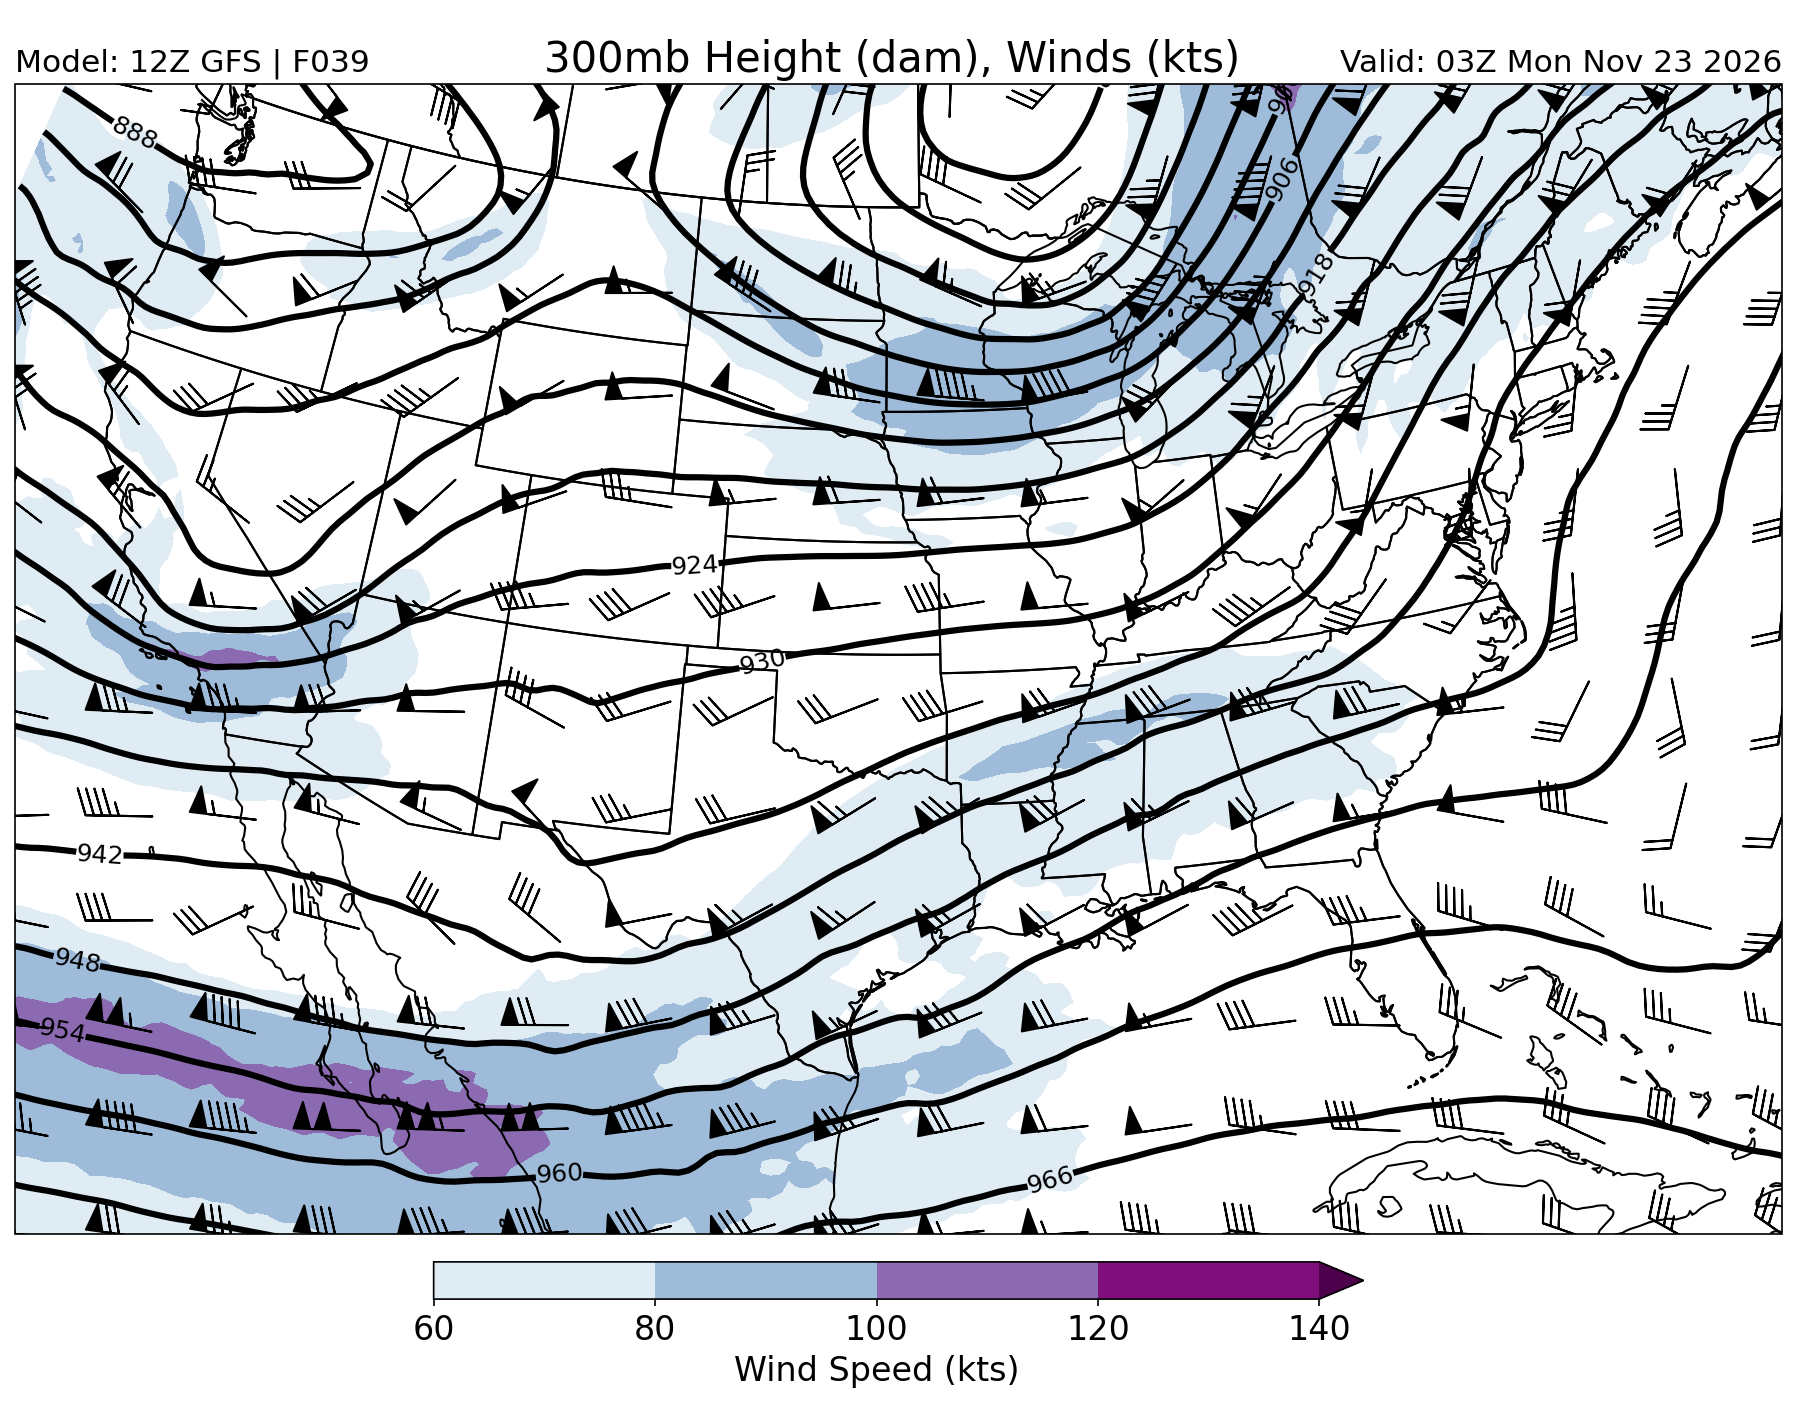 Model: 12Z GFS | F039
300mb Height (dam), Winds (kts)
Valid: 03Z Mon Nov 23 2026
888
906
918
924
930
942
948
954
960
966
60 80 100 120 140
Wind Speed (kts)